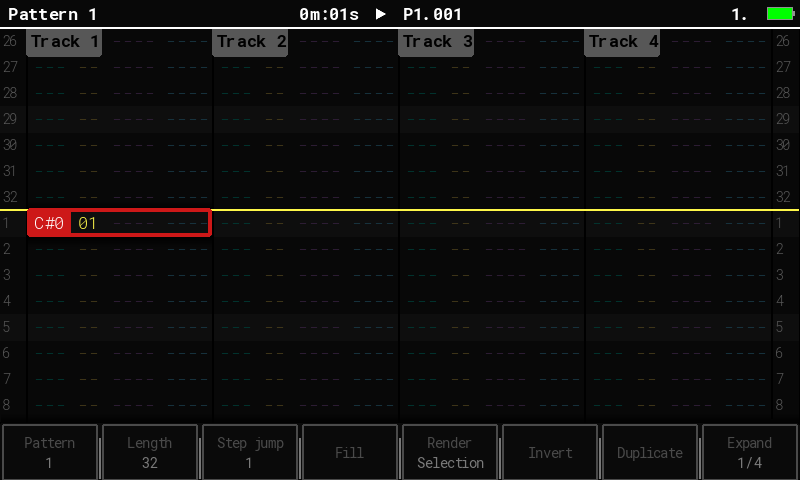 Pattern 1 0m:01s ▶ P1.001 1.
26 Track 1 --- -- ---- ---- Track 2 --- -- ---- ---- Track 3 --- -- ---- ---- Track 4 --- -- ---- ---- 26
27 --- -- ---- ---- --- -- ---- ---- --- -- ---- ---- --- -- ---- ---- 27
28 --- -- ---- ---- --- -- ---- ---- --- -- ---- ---- --- -- ---- ---- 28
29 --- -- ---- ---- --- -- ---- ---- --- -- ---- ---- --- -- ---- ---- 29
30 --- -- ---- ---- --- -- ---- ---- --- -- ---- ---- --- -- ---- ---- 30
31 --- -- ---- ---- --- -- ---- ---- --- -- ---- ---- --- -- ---- ---- 31
32 --- -- ---- ---- --- -- ---- ---- --- -- ---- ---- --- -- ---- ---- 32
1 C#0 01 ---- ---- --- -- ---- ---- --- -- ---- ---- --- -- ---- ---- 1
2 --- -- ---- ---- --- -- ---- ---- --- -- ---- ---- --- -- ---- ---- 2
3 --- -- ---- ---- --- -- ---- ---- --- -- ---- ---- --- -- ---- ---- 3
4 --- -- ---- ---- --- -- ---- ---- --- -- ---- ---- --- -- ---- ---- 4
5 --- -- ---- ---- --- -- ---- ---- --- -- ---- ---- --- -- ---- ---- 5
6 --- -- ---- ---- --- -- ---- ---- --- -- ---- ---- --- -- ---- ---- 6
7 --- -- ---- ---- --- -- ---- ---- --- -- ---- ---- --- -- ---- ---- 7
8 --- -- ---- ---- --- -- ---- ---- --- -- ---- ---- --- -- ---- ---- 8
Pattern Length Step jump Fill Render Invert Duplicate Expand
1 32 1 Selection 1/4